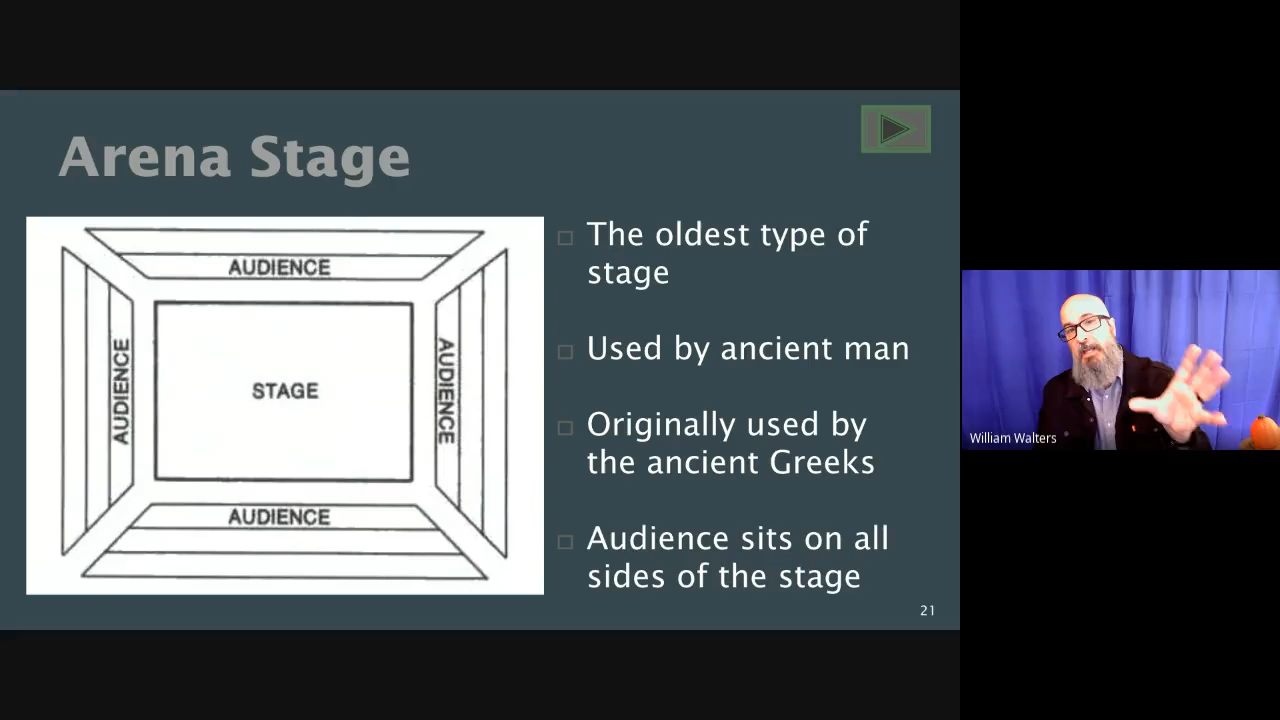 Arena Stage
AUDIENCE
AUDIENCE
STAGE
AUDIENCE
AUDIENCE
The oldest type of
stage
Used by ancient man
Originally used by
the ancient Greeks
Audience sits on all
sides of the stage
21
William Walters